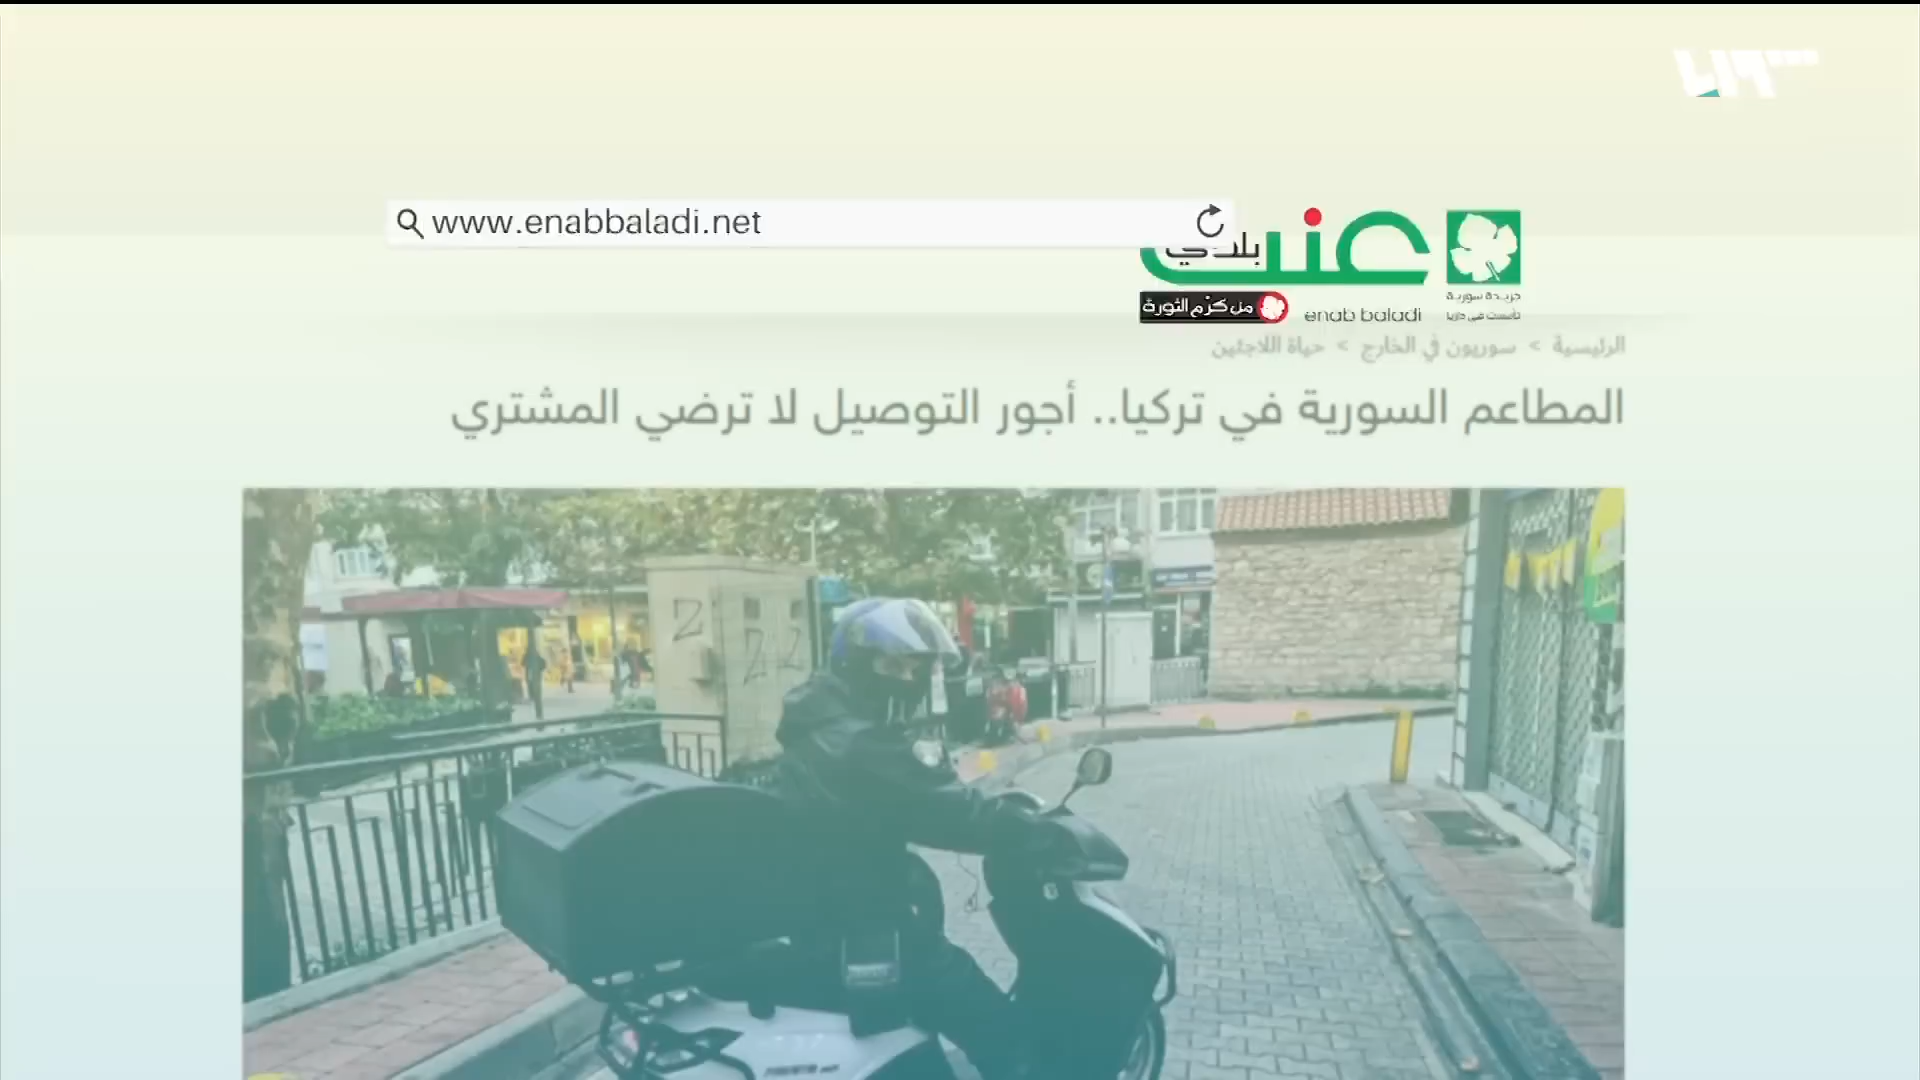 www.enabbaladi.net
عنب
بلدي
من كرم الثورة
enab baladi
جريدة سورية
تأسست في داريا
الرئيسية > سوريون في الخارج > حياة اللاجئين
المطاعم السورية في تركيا.. أجور التوصيل لا ترضي المشتري